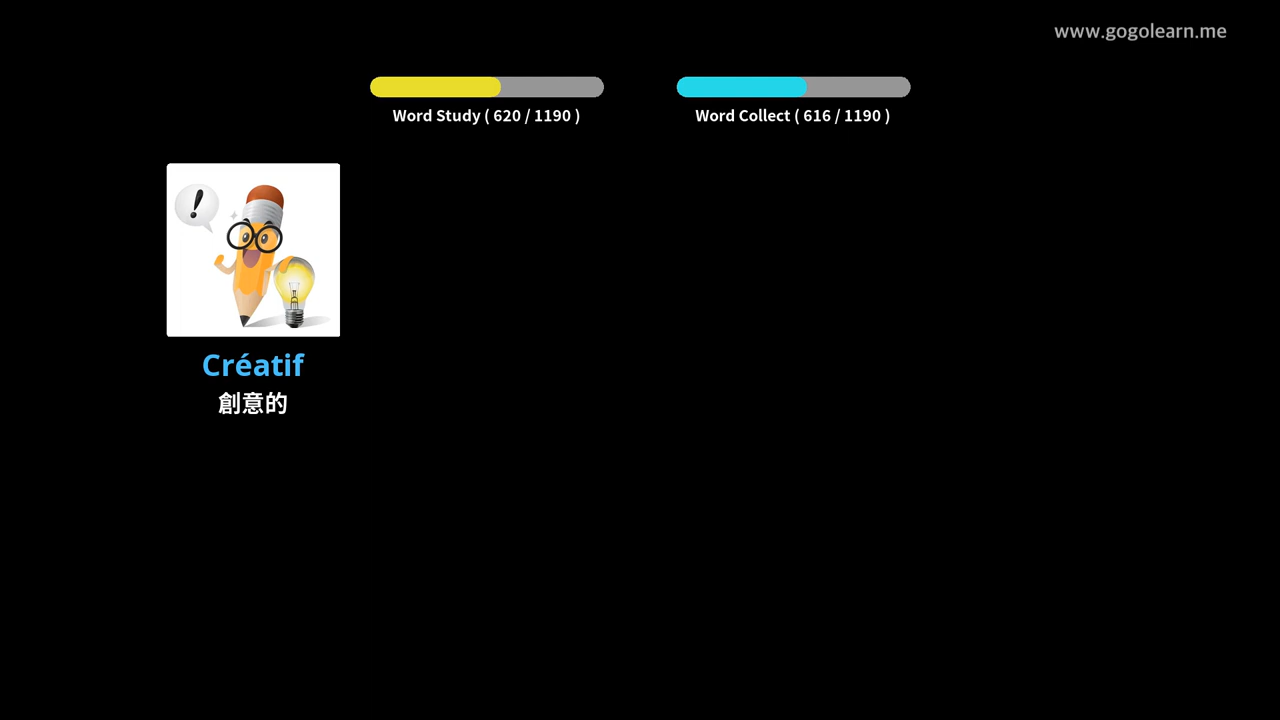 www.gogolearn.me
Word Study ( 620 / 1190 )
Word Collect ( 616 / 1190 )
!
Créatif
創意的